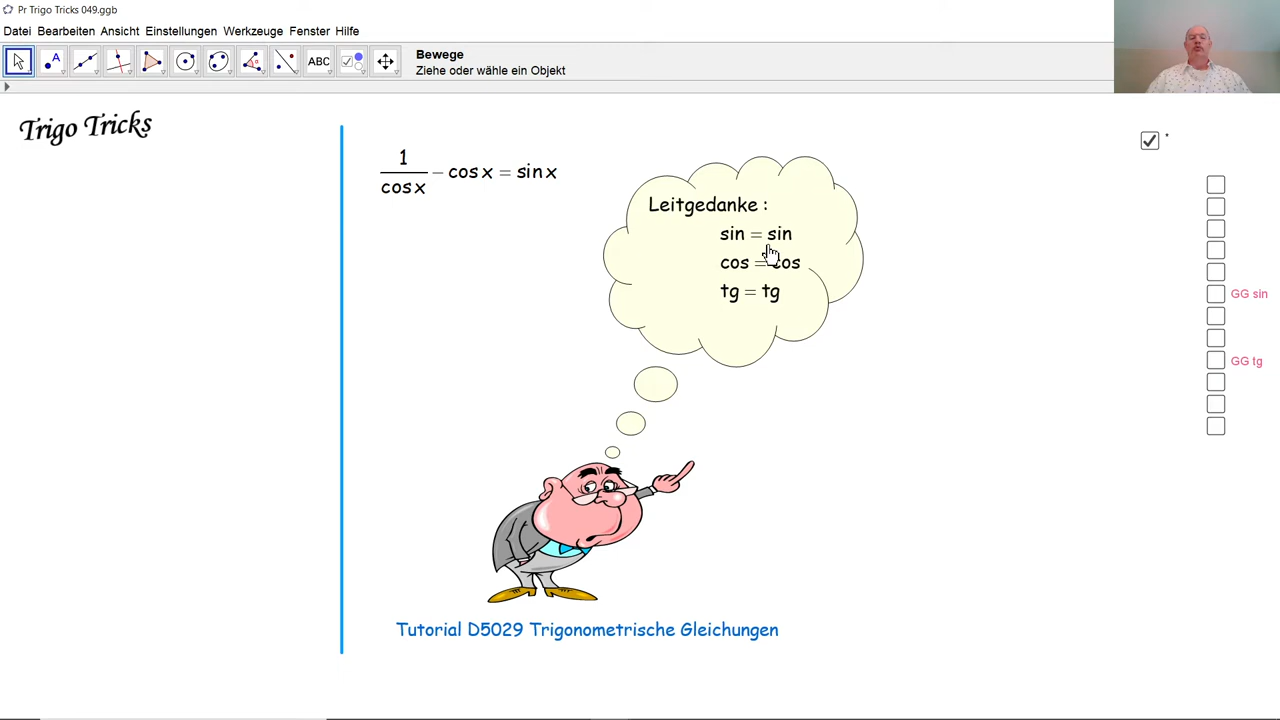 Pr Trigo Tricks 049.ggb
Datei Bearbeiten Ansicht Einstellungen Werkzeuge Fenster Hilfe
A
ABC
Bewege
Ziehe oder wähle ein Objekt
Trigo Tricks
1/cos x − cos x = sin x
Leitgedanke :
sin = sin
cos = cos
tg = tg
*
GG sin
GG tg
Tutorial D5029 Trigonometrische Gleichungen